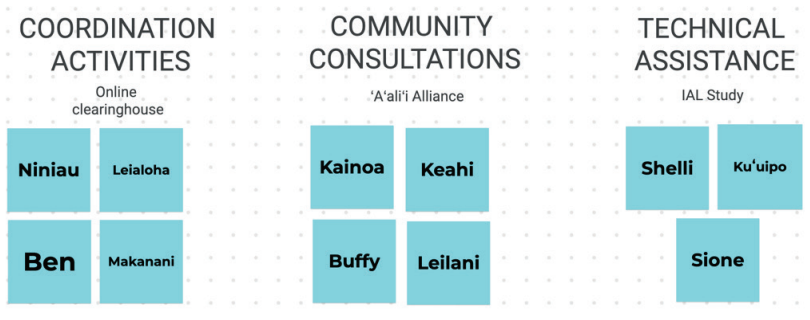 COORDINATION
ACTIVITIES
Online
clearinghouse
Niniau
Leialoha
Ben
Makanani
COMMUNITY
CONSULTATIONS
ʻAʻaliʻi Alliance
Kainoa
Keahi
Buffy
Leilani
TECHNICAL
ASSISTANCE
IAL Study
Shelli
Kuʻuipo
Sione